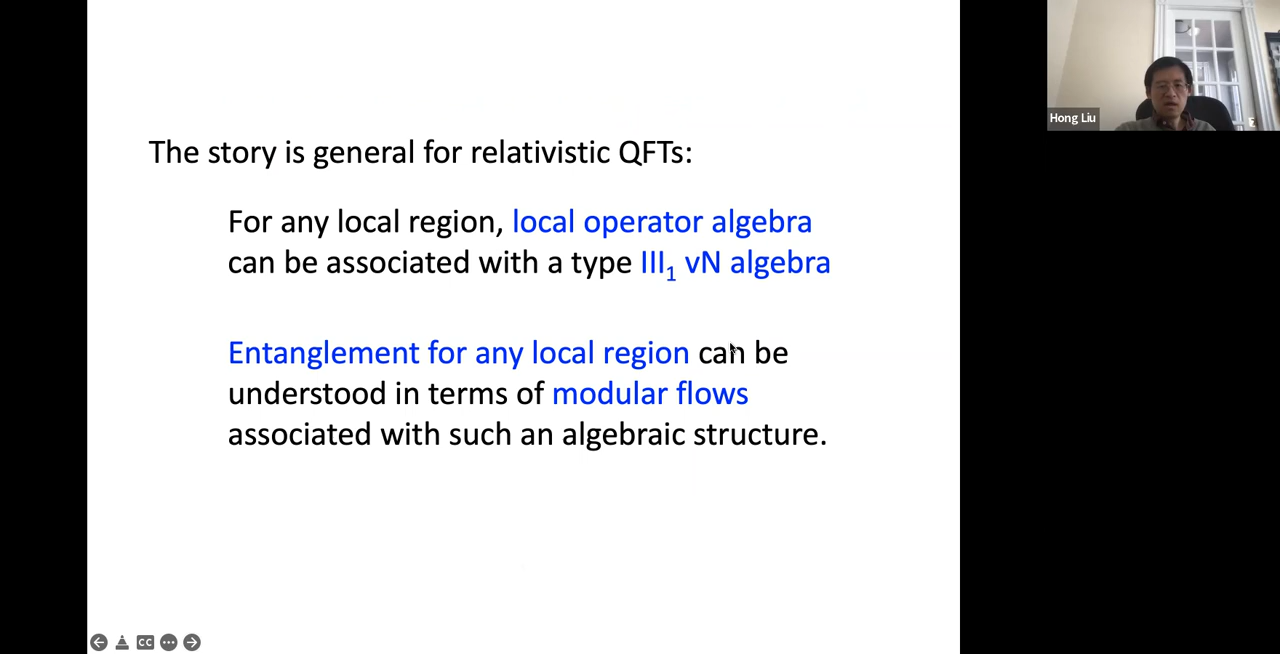 The story is general for relativistic QFTs:
For any local region, local operator algebra
can be associated with a type III₁ vN algebra
Entanglement for any local region can be
understood in terms of modular flows
associated with such an algebraic structure.
Hong Liu
CC